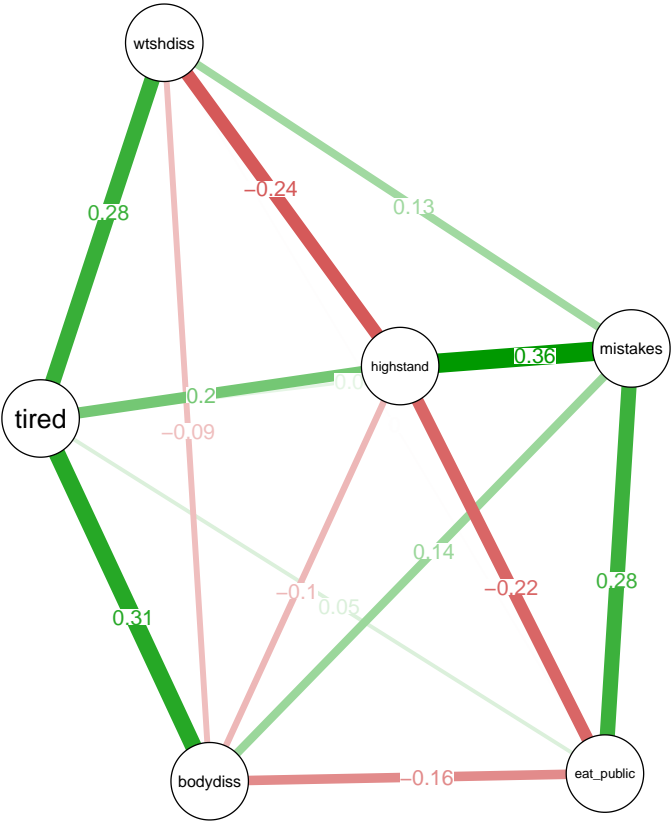 wtshdiss
−0.24
0.13
0.28
mistakes
0.36
highstand
0.2
tired
−0.09
0.14
0.28
−0.22
−0.1
0.05
0.31
eat_public
−0.16
bodydiss